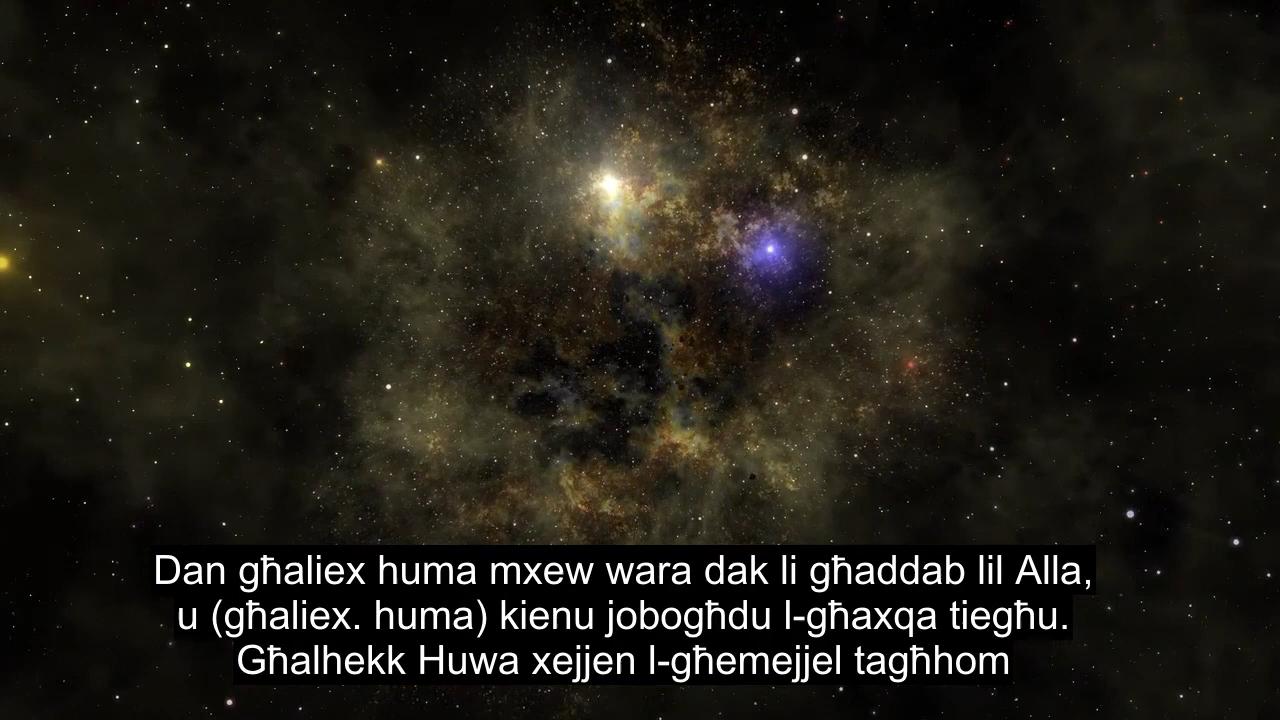 Dan għaliex huma mxew wara dak li għaddab lil Alla,
u (għaliex. huma) kienu jobogħdu l-għaxqa tiegħu.
Għalhekk Huwa xejjen l-għemejjel tagħhom